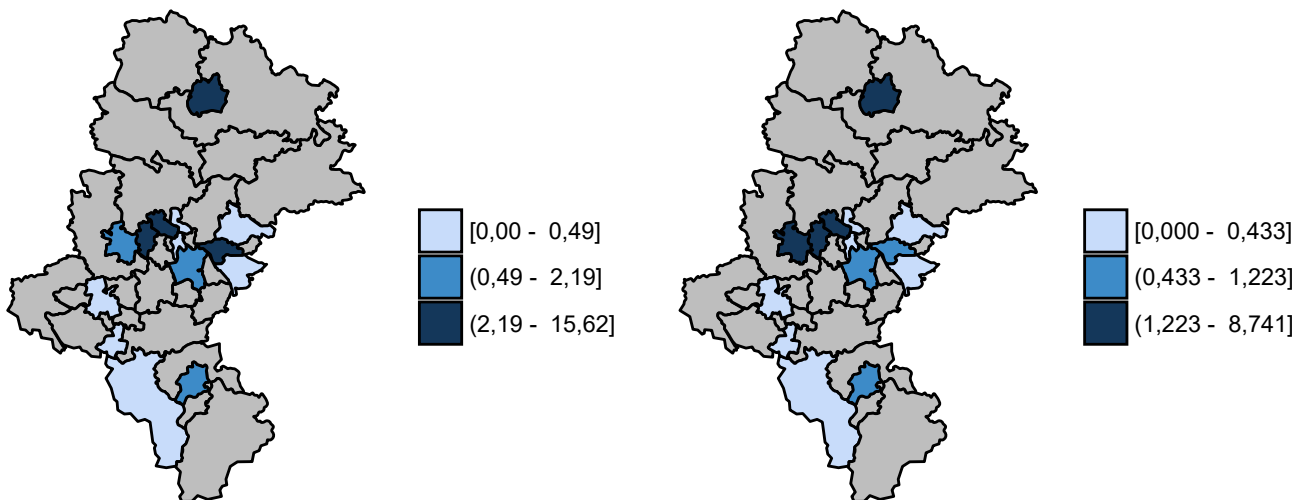 [0,00 - 0,49]
(0,49 - 2,19]
(2,19 - 15,62]
[0,000 - 0,433]
(0,433 - 1,223]
(1,223 - 8,741]